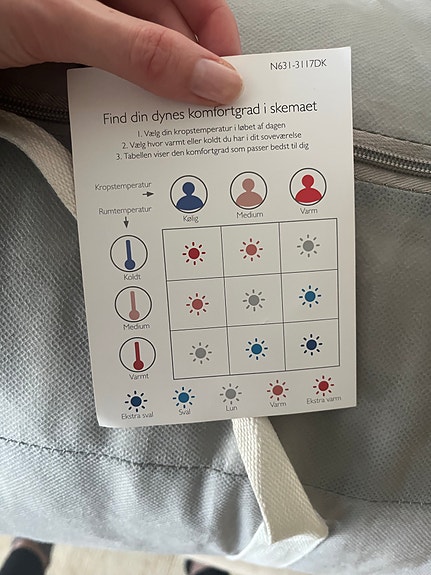 N631-3117DK
Find din dynes komfortgrad i skemaet
1. Vælg din kropstemperatur i løbet af dagen
2. Vælg hvor varmt eller koldt du har i dit soveværelse
3. Tabellen viser den komfortgrad som passer bedst til dig
Kropstemperatur
Kølig Medium Varm
Rumtemperatur
Koldt
Medium
Varmt
Ekstra sval Sval Lun Varm Ekstra varm